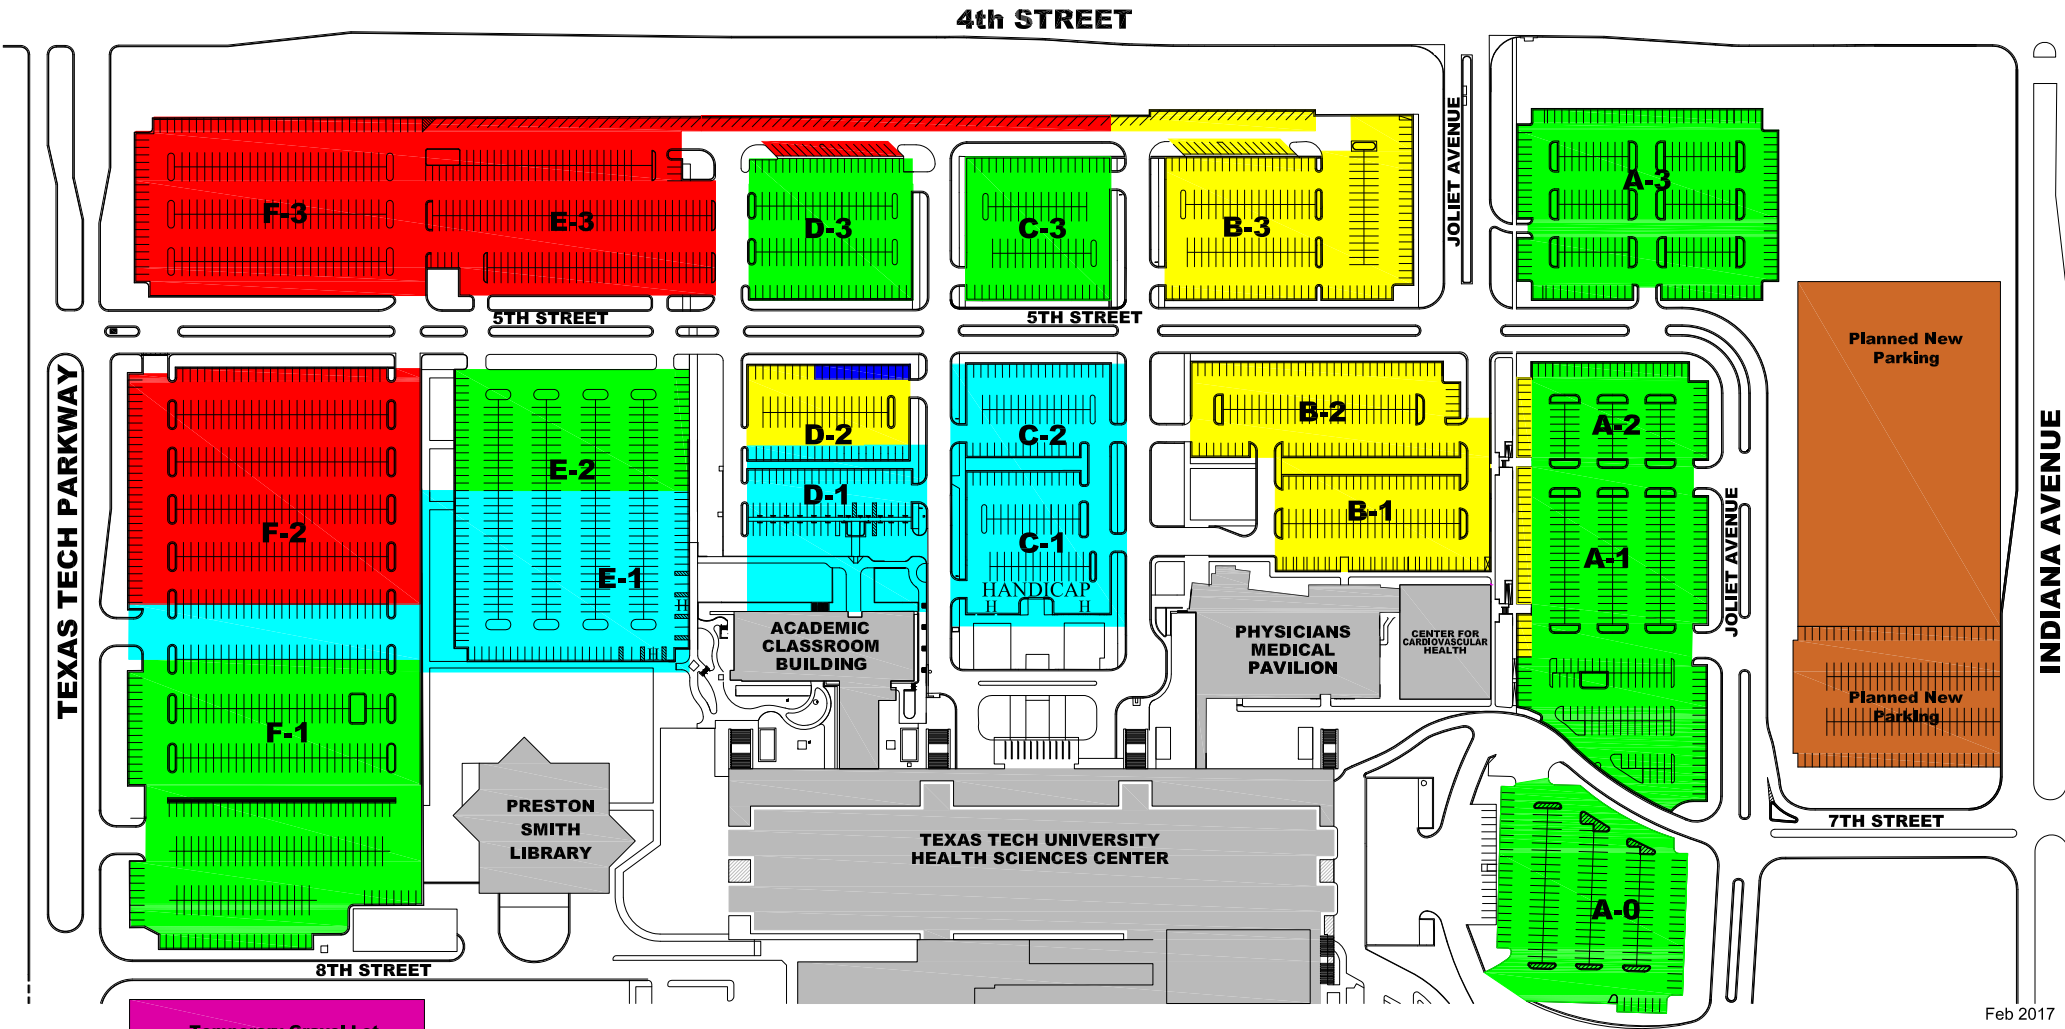 4th STREET
JOLIET AVENUE
A-3
F-3
E-3
D-3
C-3
B-3
5TH STREET
5TH STREET
Planned New
Parking
TEXAS TECH PARKWAY
INDIANA AVENUE
B-2
A-2
D-2
C-2
E-2
D-1
B-1
F-2
C-1
A-1
E-1
JOLIET AVENUE
HANDICAP
H
H
H
ACADEMIC
CLASSROOM
BUILDING
PHYSICIANS
MEDICAL
PAVILION
CENTER FOR
CARDIOVASCULAR
HEALTH
Planned New
Parking
F-1
PRESTON
SMITH
LIBRARY
TEXAS TECH UNIVERSITY
HEALTH SCIENCES CENTER
7TH STREET
A-0
8TH STREET
Feb 2017
Temporary Gravel Lot